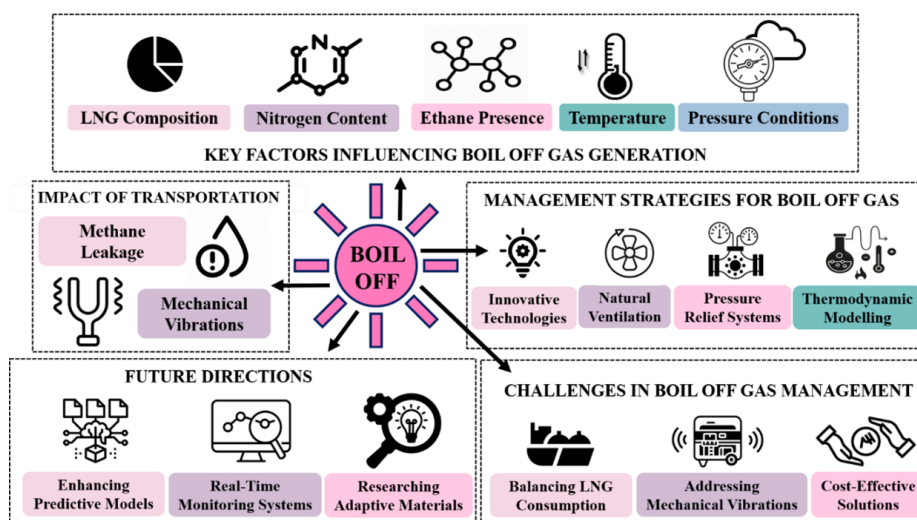 N
LNG Composition
Nitrogen Content
Ethane Presence
Temperature
Pressure Conditions
KEY FACTORS INFLUENCING BOIL OFF GAS GENERATION
IMPACT OF TRANSPORTATION
Methane
Leakage
Mechanical
Vibrations
BOIL
OFF
MANAGEMENT STRATEGIES FOR BOIL OFF GAS
Innovative
Technologies
Natural
Ventilation
Pressure
Relief Systems
Thermodynamic
Modelling
FUTURE DIRECTIONS
Enhancing
Predictive Models
Real-Time
Monitoring Systems
Researching
Adaptive Materials
CHALLENGES IN BOIL OFF GAS MANAGEMENT
Balancing LNG
Consumption
Addressing
Mechanical Vibrations
Cost-Effective
Solutions